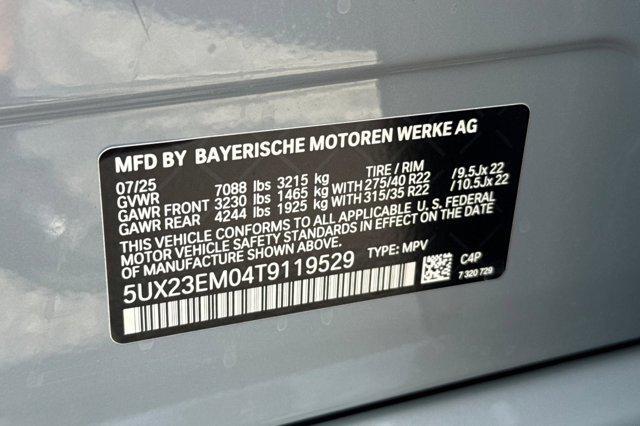 MFD BY BAYERISCHE MOTOREN WERKE AG
07/25 TIRE / RIM
GVWR 7088 lbs 3215 kg
GAWR FRONT 3230 lbs 1465 kg WITH 275/40 R22 /9.5Jx 22
GAWR REAR 4244 lbs 1925 kg WITH 315/35 R22 /10.5Jx 22
THIS VEHICLE CONFORMS TO ALL APPLICABLE U. S. FEDERAL
MOTOR VEHICLE SAFETY STANDARDS IN EFFECT ON THE DATE
OF MANUFACTURE SHOWN ABOVE.
5UX23EM04T9119529 TYPE: MPV
C4P
7 320 729